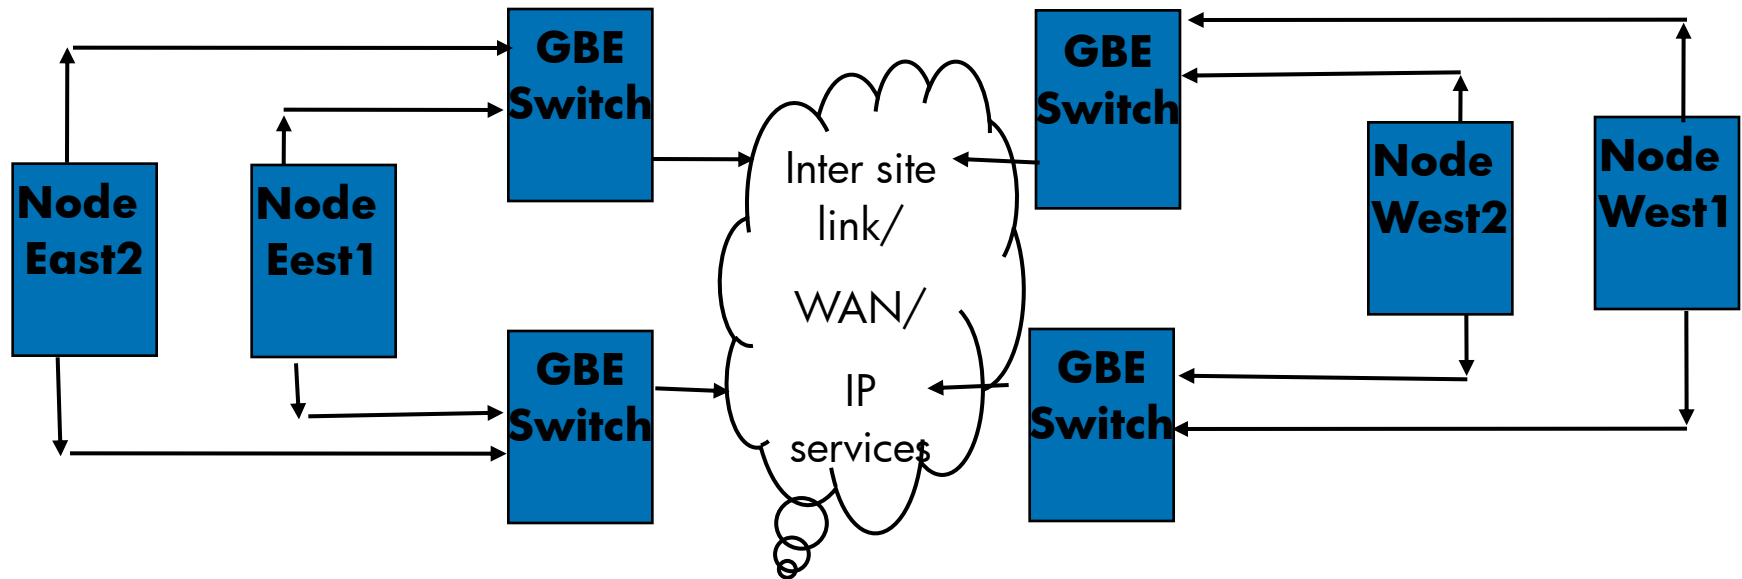 GBE
Switch
GBE
Switch
Inter site
link/
WAN/
IP
services
Node
East2
Node
Eest1
Node
West2
Node
West1
GBE
Switch
GBE
Switch